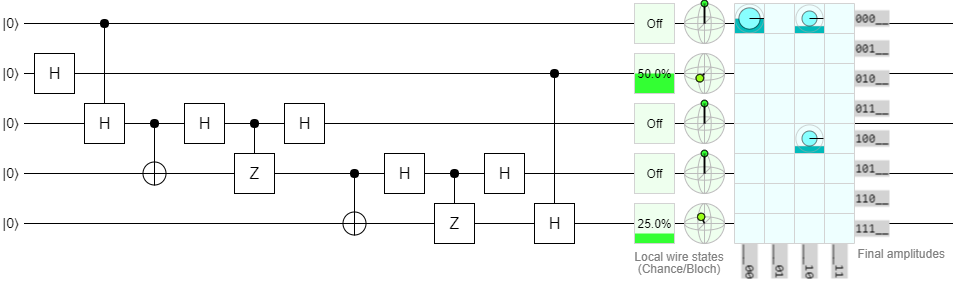 |0⟩ Off 000__
001__
|0⟩ H 50.0% 010__
011__
|0⟩ H H H Off 100__
101__
|0⟩ Z H H Off 110__
|0⟩ Z H 25.0% 111__
Local wire states
(Chance/Bloch)
__00
__01
__10
__11
Final amplitudes